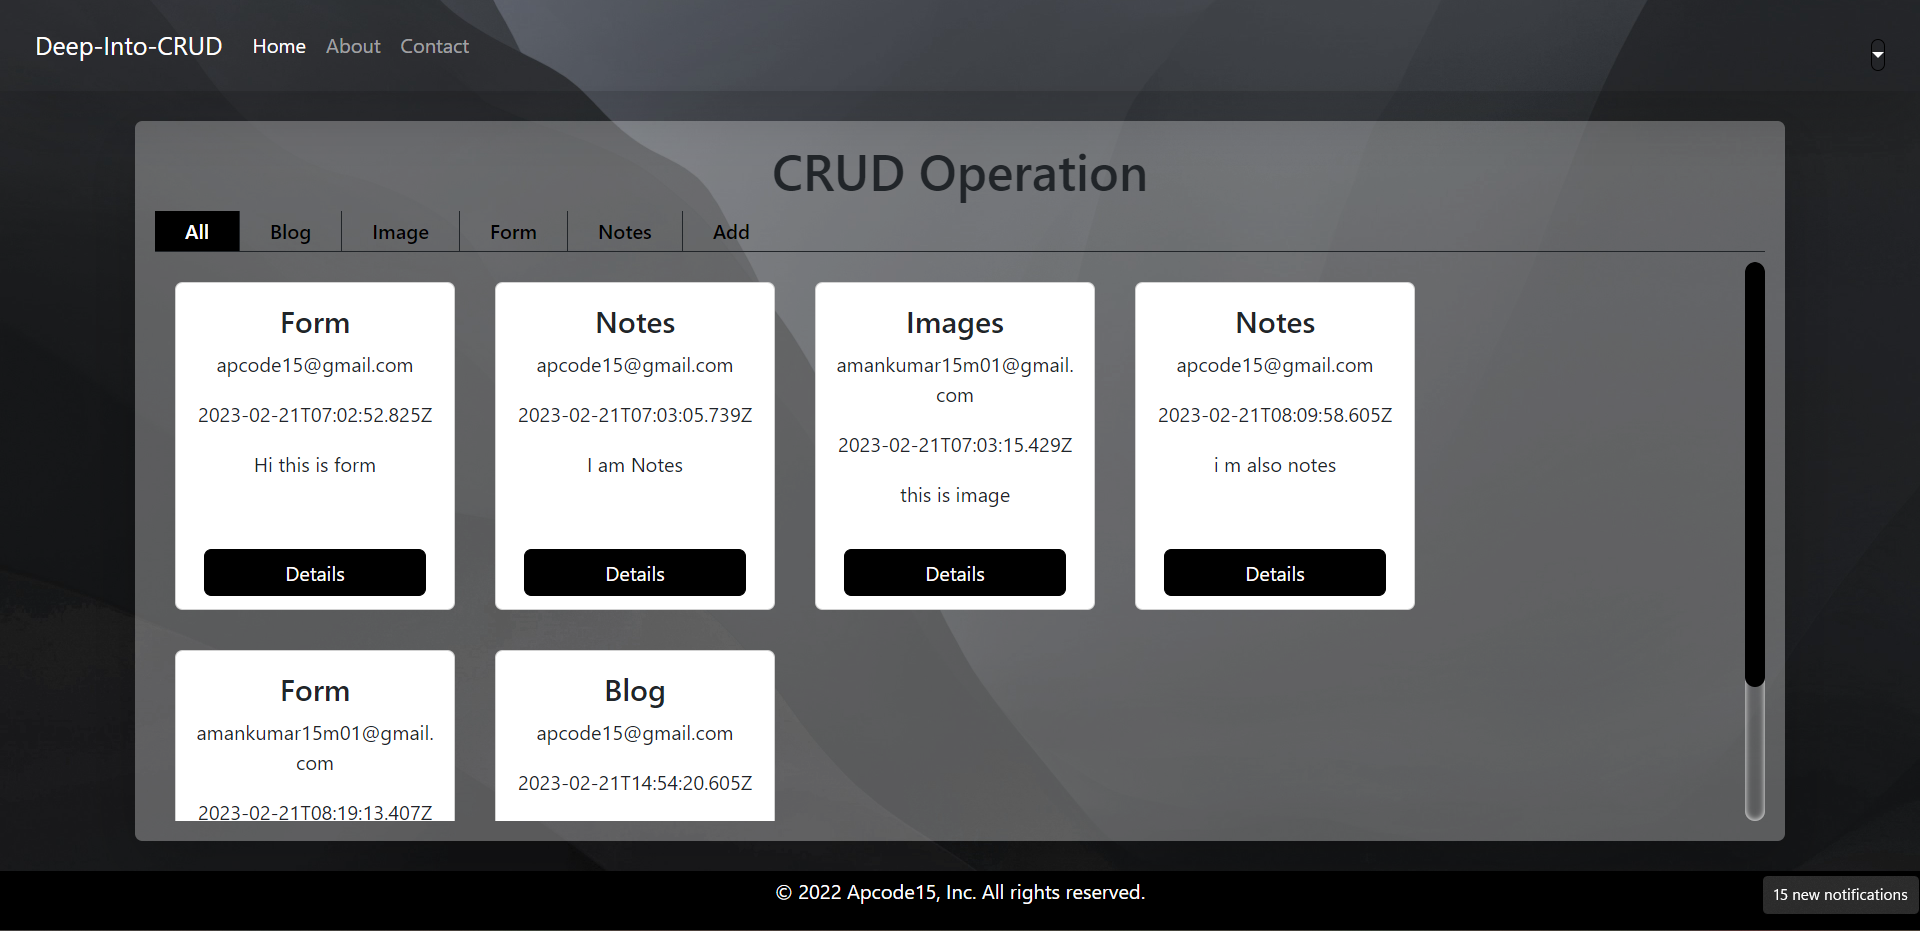 Deep-Into-CRUD Home About Contact
CRUD Operation
All Blog Image Form Notes Add
Form
apcode15@gmail.com
2023-02-21T07:02:52.825Z
Hi this is form
Details
Notes
apcode15@gmail.com
2023-02-21T07:03:05.739Z
I am Notes
Details
Images
amankumar15m01@gmail.
com
2023-02-21T07:03:15.429Z
this is image
Details
Notes
apcode15@gmail.com
2023-02-21T08:09:58.605Z
i m also notes
Details
Form
amankumar15m01@gmail.
com
2023-02-21T08:19:13.407Z
Blog
apcode15@gmail.com
2023-02-21T14:54:20.605Z
© 2022 Apcode15, Inc. All rights reserved.
15 new notifications